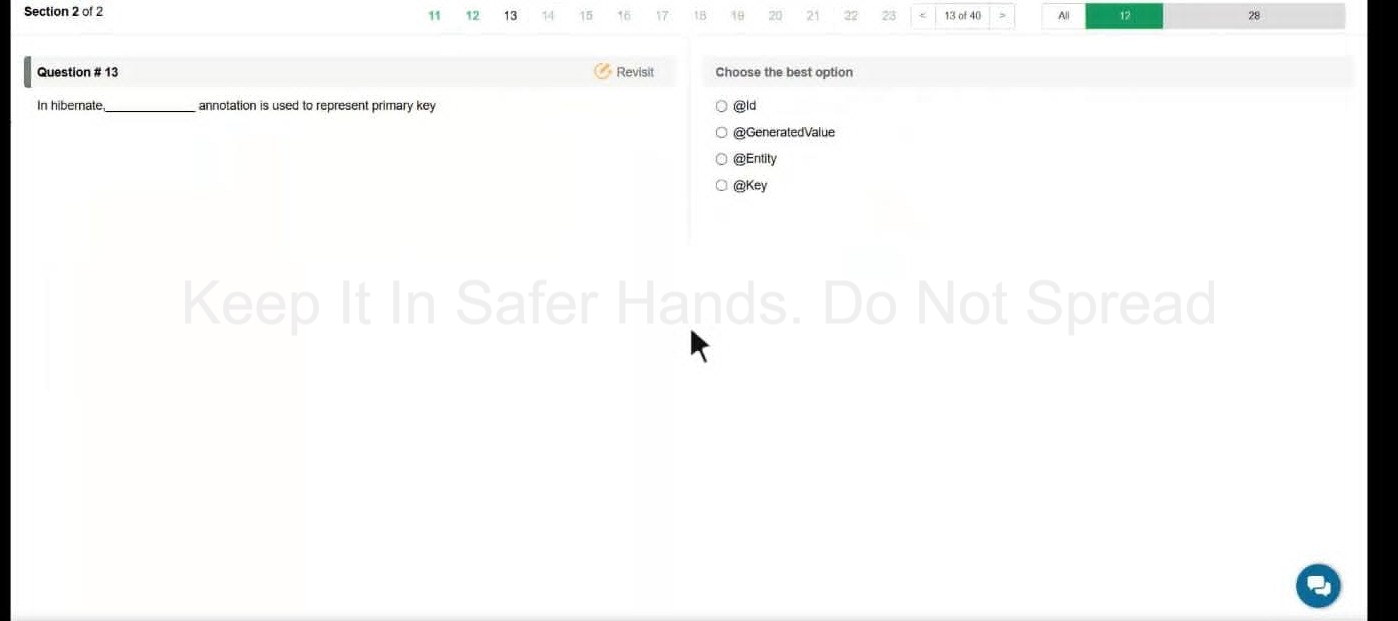 Section 2 of 2
11 12 13 14 15 16 17 18 19 20 21 22 23 < 13 of 40 > All 12 28
Question # 13
Revisit
In hibernate,______________ annotation is used to represent primary key
Choose the best option
@Id
@GeneratedValue
@Entity
@Key
Keep It In Safer Hands. Do Not Spread